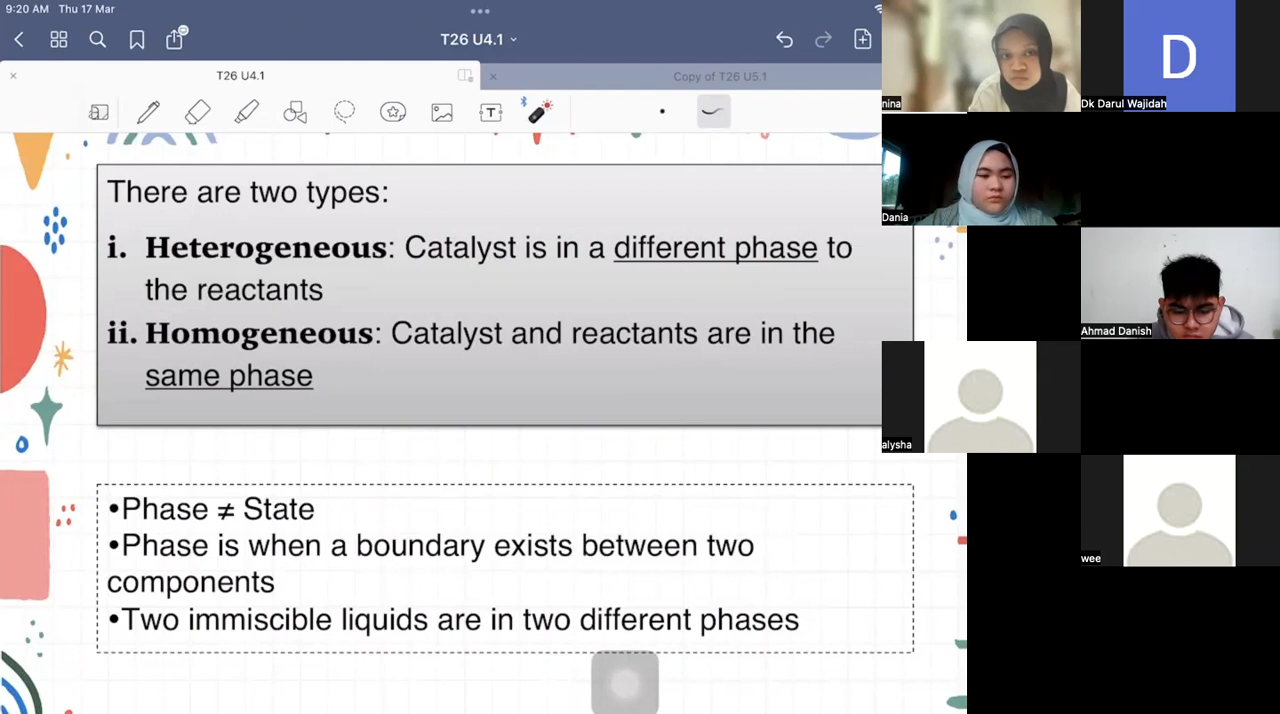 9:20 AM Thu 17 Mar
T26 U4.1
T26 U4.1
Copy of T26 U5.1
T
There are two types:
i. Heterogeneous: Catalyst is in a different phase to
the reactants
ii. Homogeneous: Catalyst and reactants are in the
same phase
•Phase ≠ State
•Phase is when a boundary exists between two
components
•Two immiscible liquids are in two different phases
nina
D
Dk Darul Wajidah
Dania
Ahmad Danish
alysha
wee